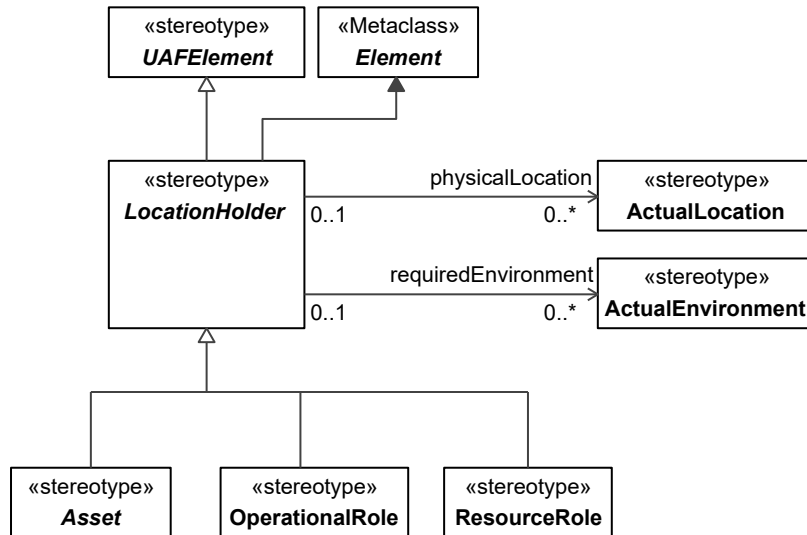 «stereotype»
UAFElement
«Metaclass»
Element
«stereotype»
LocationHolder
physicalLocation
0..1
0..*
«stereotype»
ActualLocation
requiredEnvironment
0..1
0..*
«stereotype»
ActualEnvironment
«stereotype»
Asset
«stereotype»
OperationalRole
«stereotype»
ResourceRole